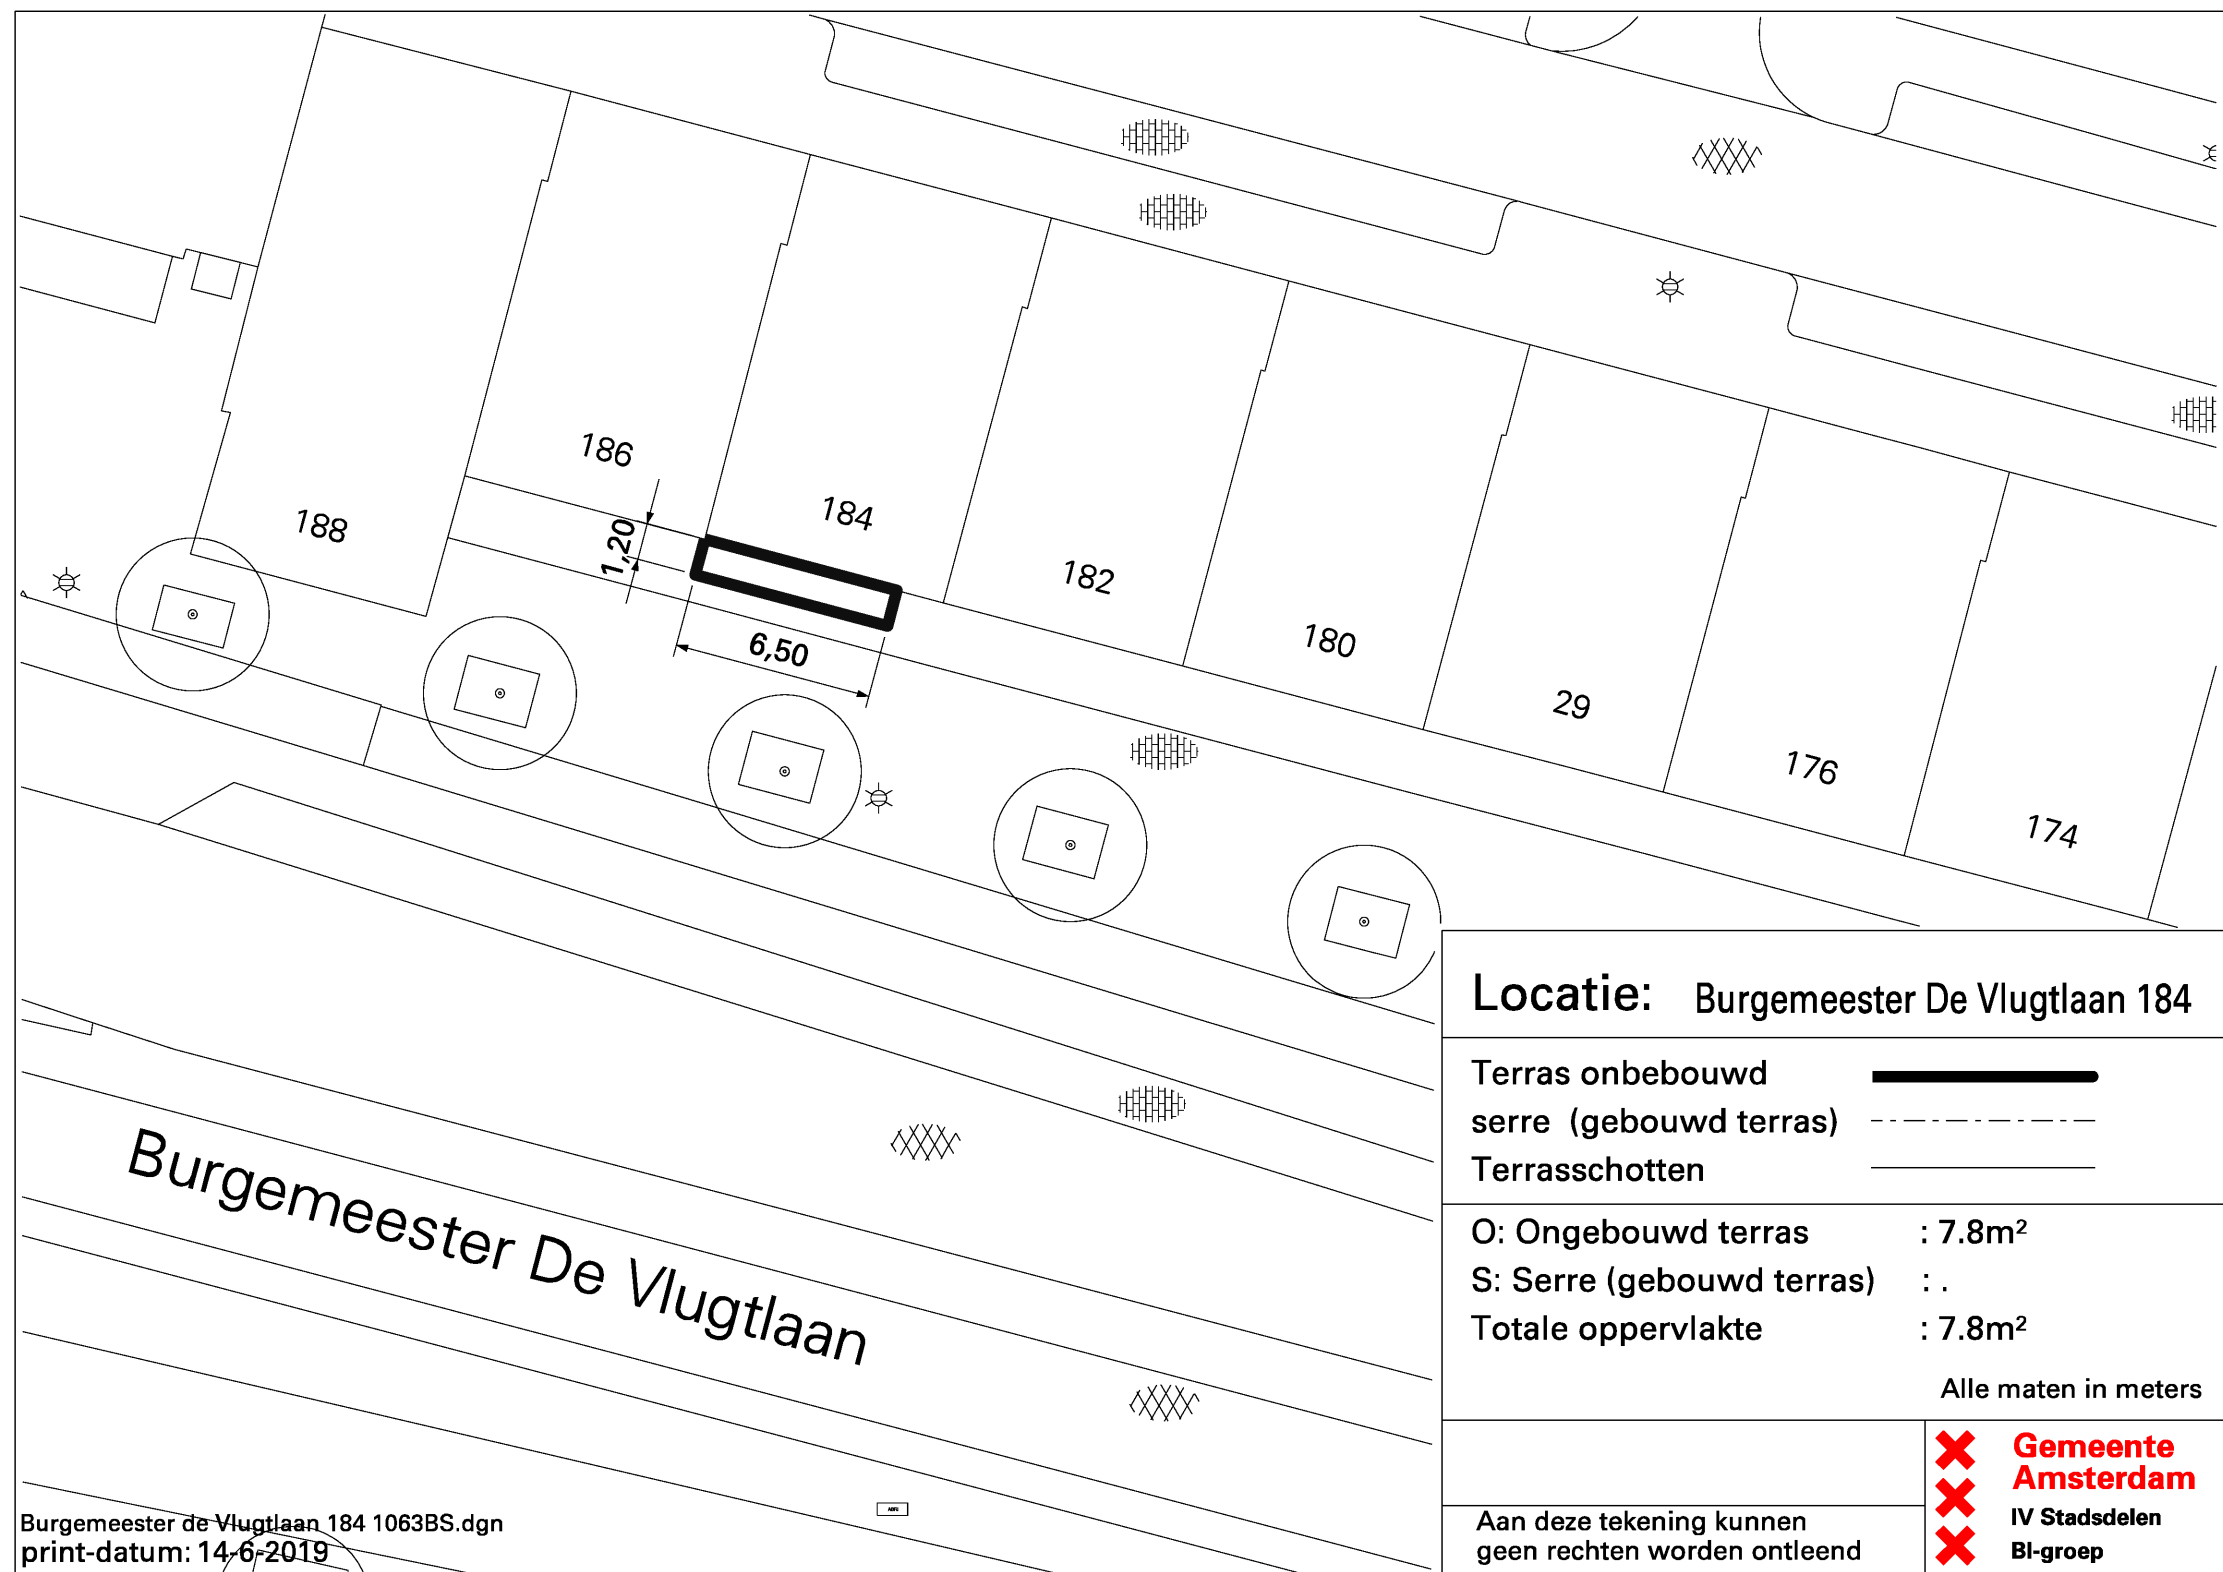 186
184
188
1,20
182
6,50
180
29
176
174
Locatie: Burgemeester De Vlugtlaan 184
Terras onbebouwd
serre (gebouwd terras)
Terrasschotten
O: Ongebouwd terras : 7.8m²
S: Serre (gebouwd terras) : .
Totale oppervlakte : 7.8m²
Alle maten in meters
Burgemeester De Vlugtlaan
Gemeente
Amsterdam
IV Stadsdelen
BI-groep
Aan deze tekening kunnen
geen rechten worden ontleend
Burgemeester de Vlugtlaan 184 1063BS.dgn
print-datum: 14-6-2019